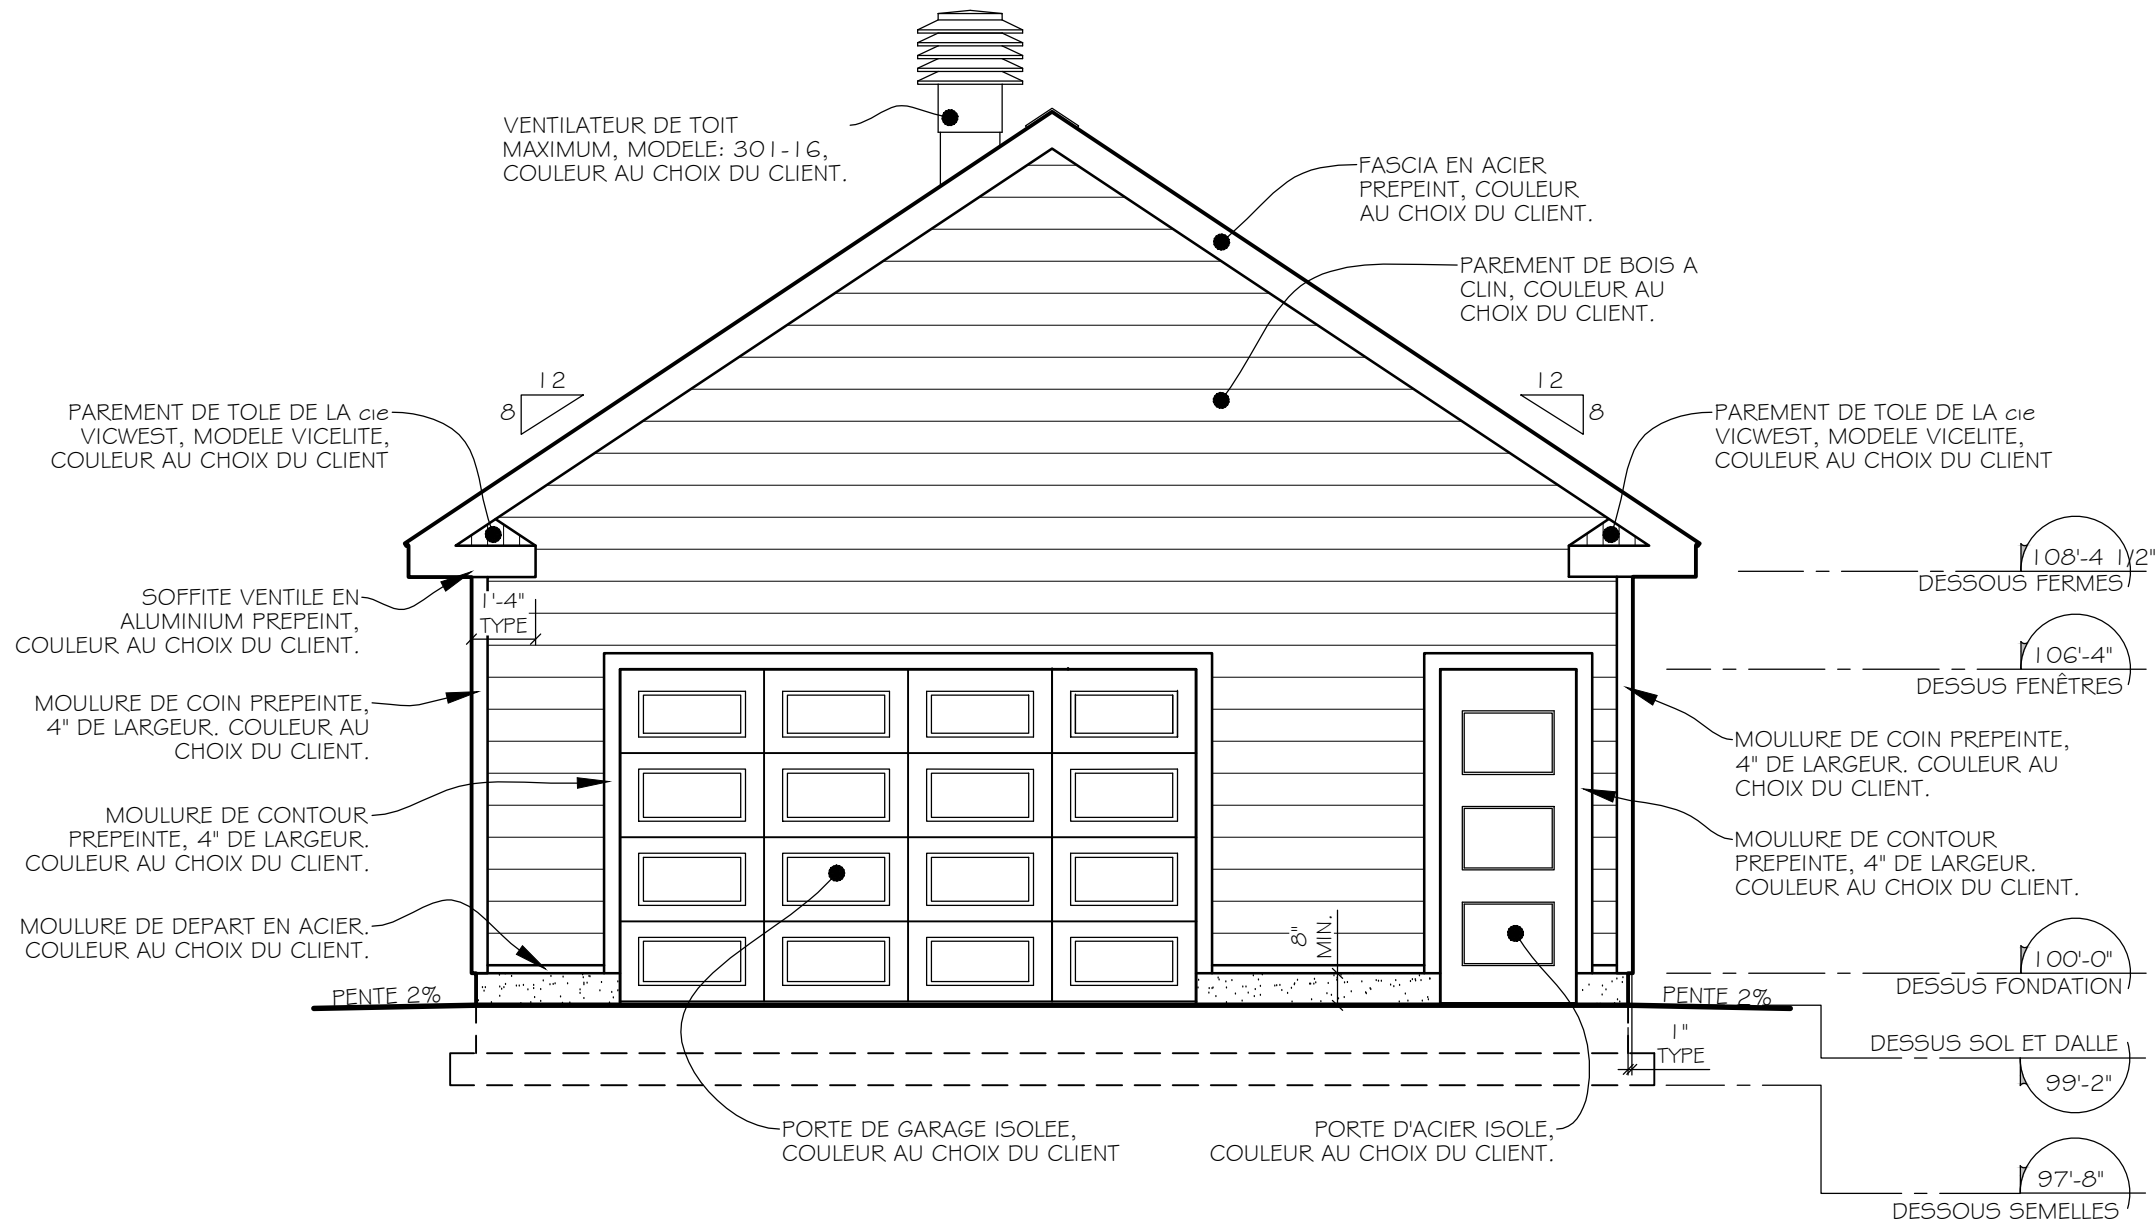 VENTILATEUR DE TOIT
MAXIMUM, MODELE: 301-16,
COULEUR AU CHOIX DU CLIENT.
FASCIA EN ACIER
PREPEINT, COULEUR
AU CHOIX DU CLIENT.
PAREMENT DE BOIS A
CLIN, COULEUR AU
CHOIX DU CLIENT.
12
8
12
8
PAREMENT DE TOLE DE LA cie
VICWEST, MODELE VICELITE,
COULEUR AU CHOIX DU CLIENT
PAREMENT DE TOLE DE LA cie
VICWEST, MODELE VICELITE,
COULEUR AU CHOIX DU CLIENT
108'-4 1/2"
DESSOUS FERMES
SOFFITE VENTILE EN
ALUMINIUM PREPEINT,
COULEUR AU CHOIX DU CLIENT.
1'-4"
TYPE
106'-4"
DESSUS FENÊTRES
MOULURE DE COIN PREPEINTE,
4" DE LARGEUR. COULEUR AU
CHOIX DU CLIENT.
MOULURE DE COIN PREPEINTE,
4" DE LARGEUR. COULEUR AU
CHOIX DU CLIENT.
MOULURE DE CONTOUR
PREPEINTE, 4" DE LARGEUR.
COULEUR AU CHOIX DU CLIENT.
MOULURE DE CONTOUR
PREPEINTE, 4" DE LARGEUR.
COULEUR AU CHOIX DU CLIENT.
MOULURE DE DEPART EN ACIER.
COULEUR AU CHOIX DU CLIENT.
8"
MIN.
100'-0"
DESSUS FONDATION
PENTE 2%
PENTE 2%
1"
TYPE
DESSUS SOL ET DALLE
99'-2"
PORTE DE GARAGE ISOLEE,
COULEUR AU CHOIX DU CLIENT
PORTE D'ACIER ISOLE,
COULEUR AU CHOIX DU CLIENT.
97'-8"
DESSOUS SEMELLES